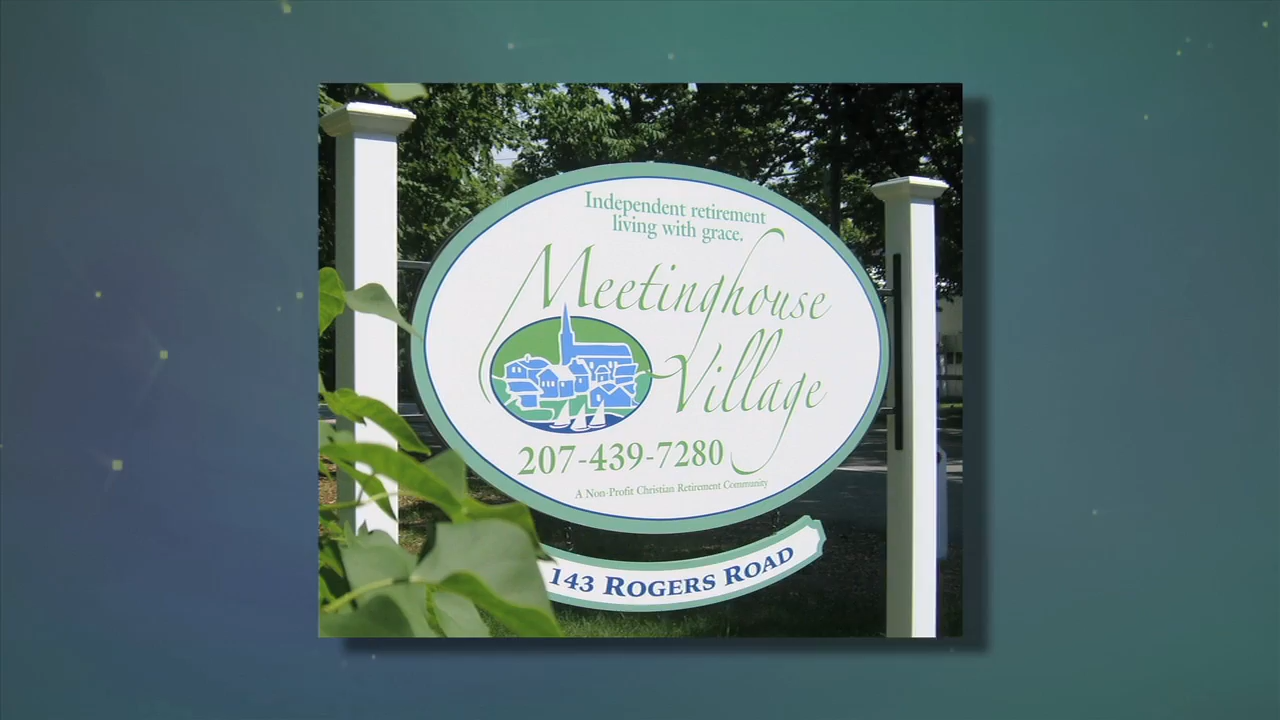 Independent retirement
living with grace.
Meetinghouse
Village
207-439-7280
A Non-Profit Christian Retirement Community
143 ROGERS ROAD